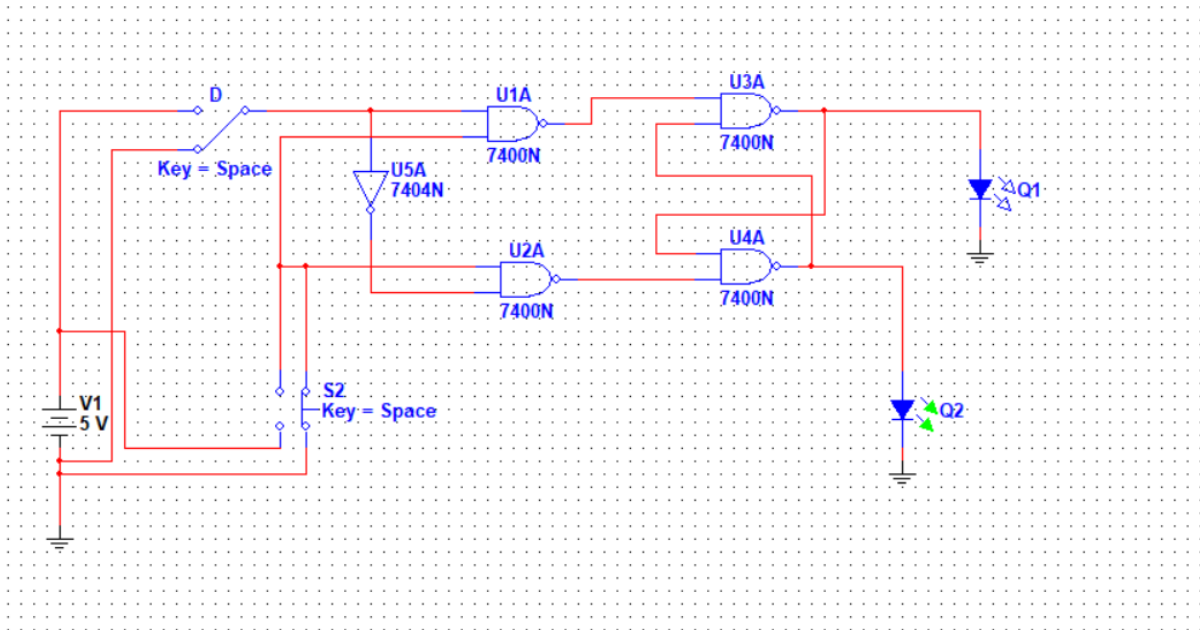 D
Key = Space
U1A
7400N
U3A
7400N
U5A
7404N
Q1
U2A
7400N
U4A
7400N
V1
5 V
S2
Key = Space
Q2